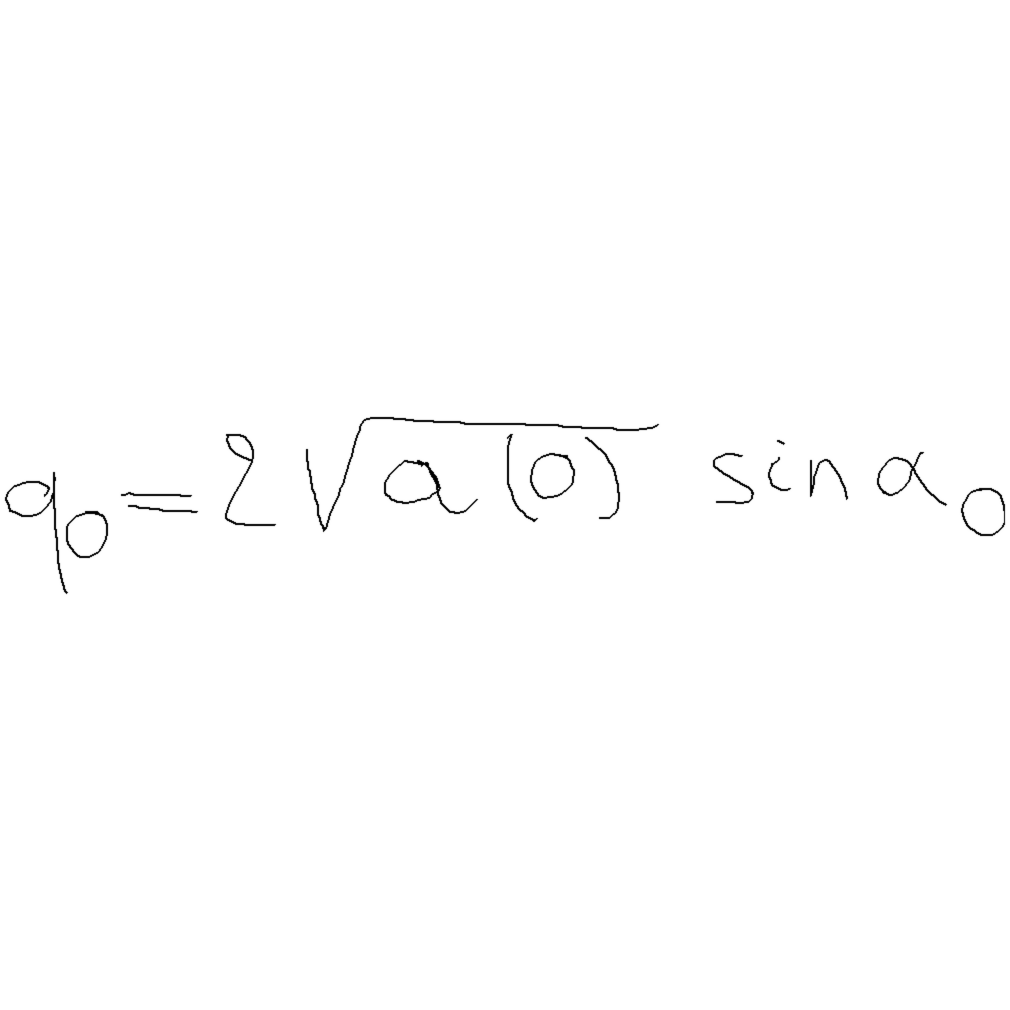 q₀ = 2√(a(0)) sin α₀